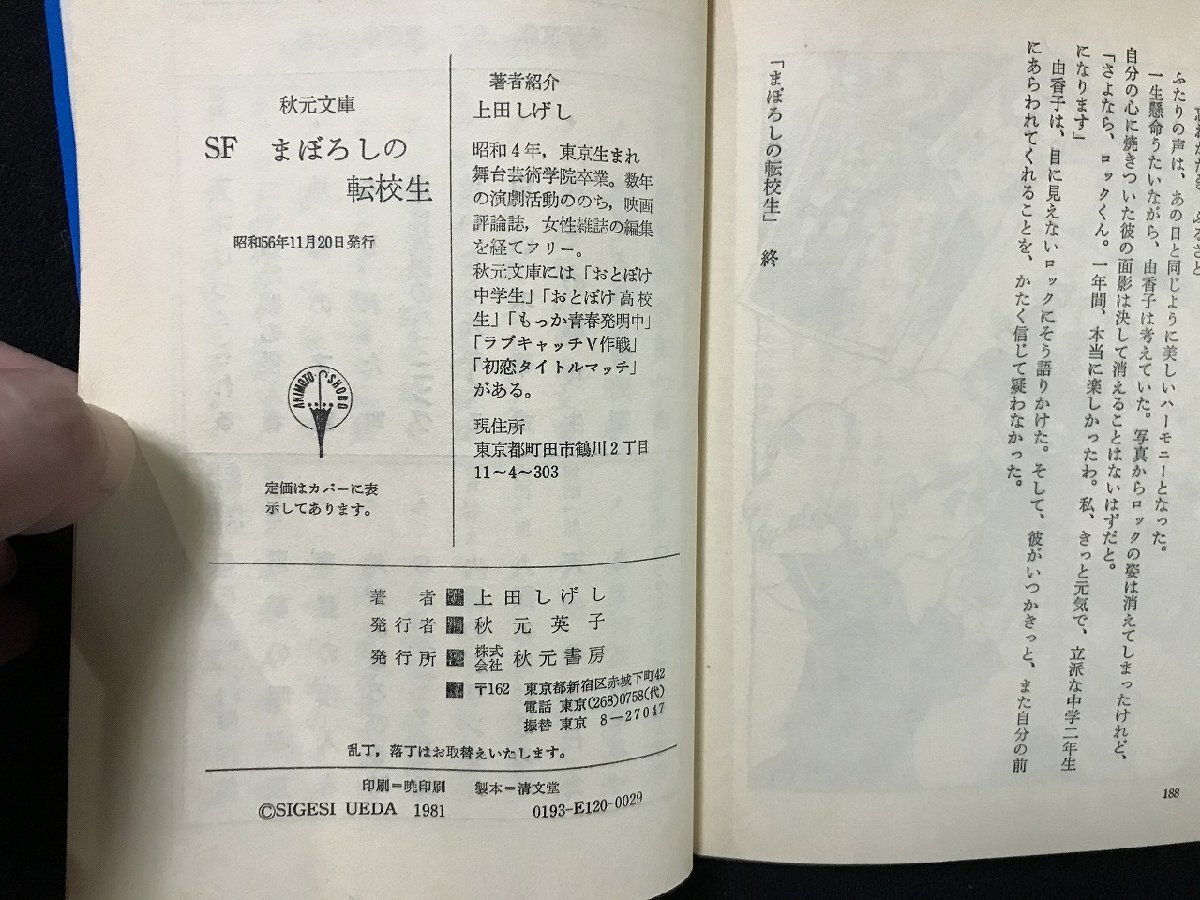 ふたりの声は、あの日と同じように美しいハーモニーとなった。
一生懸命うたいながら、由香子は考えていた。写真からロックの姿は消えてしまったけれど、
自分の心に焼きついた彼の面影は決して消えることはないはずだと。
「さよなら、ロックくん。一年間、本当に楽しかったわ。私、きっと元気で、立派な中学二年生
になります」
由香子は、目に見えないロックにそう語りかけた。そして、彼がいつかきっと、また自分の前
にあらわれてくれることを、かたく信じて疑わなかった。
「まぼろしの転校生」 終
188
秋元文庫
SF まぼろしの
転校生
昭和56年11月20日発行
AKIMOTO SHOBO
定価はカバーに表
示してあります。
著者紹介
上田しげし
昭和4年，東京生まれ
舞台芸術学院卒業。数年
の演劇活動ののち，映画
評論誌，女性雑誌の編集
を経てフリー。
秋元文庫には「おとぼけ
中学生」「おとぼけ高校
生」「もっか青春発明中」
「ラブキャッチV作戦」
「初恋タイトルマッチ」
がある。
現住所
東京都町田市鶴川2丁目
11〜4〜303
著者 上田しげし
発行者 秋元英子
発行所 株式会社 秋元書房
〒162 東京都新宿区赤城下町42
電話 東京(268)0758(代)
振替 東京 8－27047
乱丁，落丁はお取替えいたします。
印刷＝暁印刷 製本＝清文堂
©SIGESI UEDA 1981 0193-E120-0029